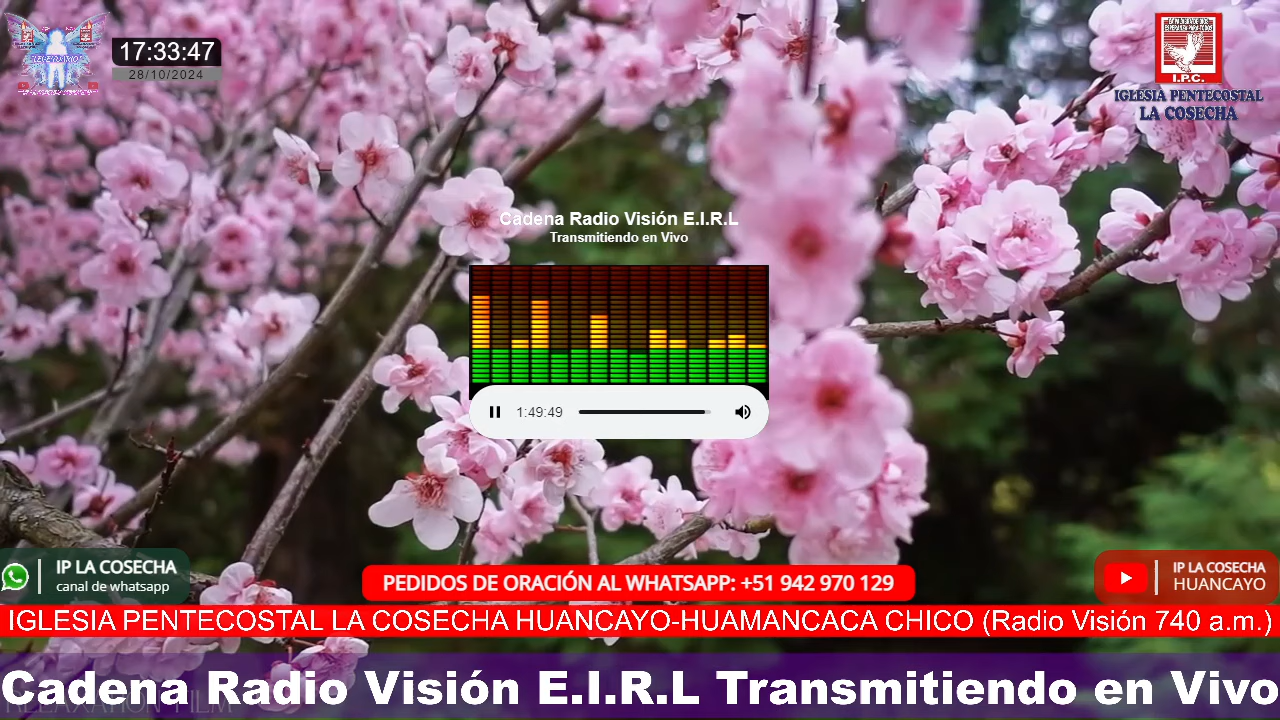 17:33:47
28/10/2024
I.P.C.
IGLESIA PENTECOSTAL
LA COSECHA
Cadena Radio Visión E.I.R.L
Transmitiendo en Vivo
1:49:49
IP LA COSECHA
canal de whatsapp
PEDIDOS DE ORACIÓN AL WHATSAPP: +51 942 970 129
IP LA COSECHA
HUANCAYO
IGLESIA PENTECOSTAL LA COSECHA HUANCAYO-HUAMANCACA CHICO (Radio Visión 740 a.m.)
Cadena Radio Visión E.I.R.L Transmitiendo en Vivo
RELAXATION FILM